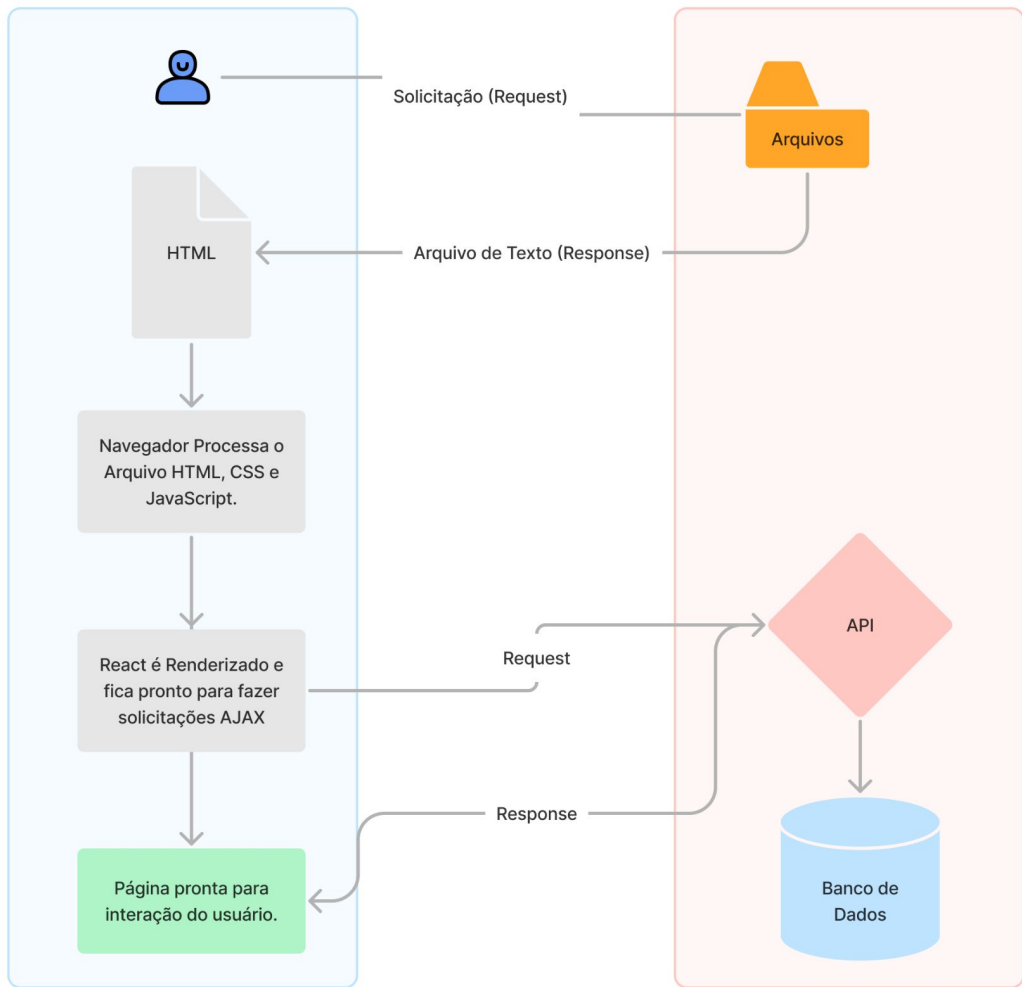 Solicitação (Request)
Arquivos
HTML
Arquivo de Texto (Response)
Navegador Processa o
Arquivo HTML, CSS e
JavaScript.
React é Renderizado e
fica pronto para fazer
solicitações AJAX
Request
API
Response
Página pronta para
interação do usuário.
Banco de
Dados